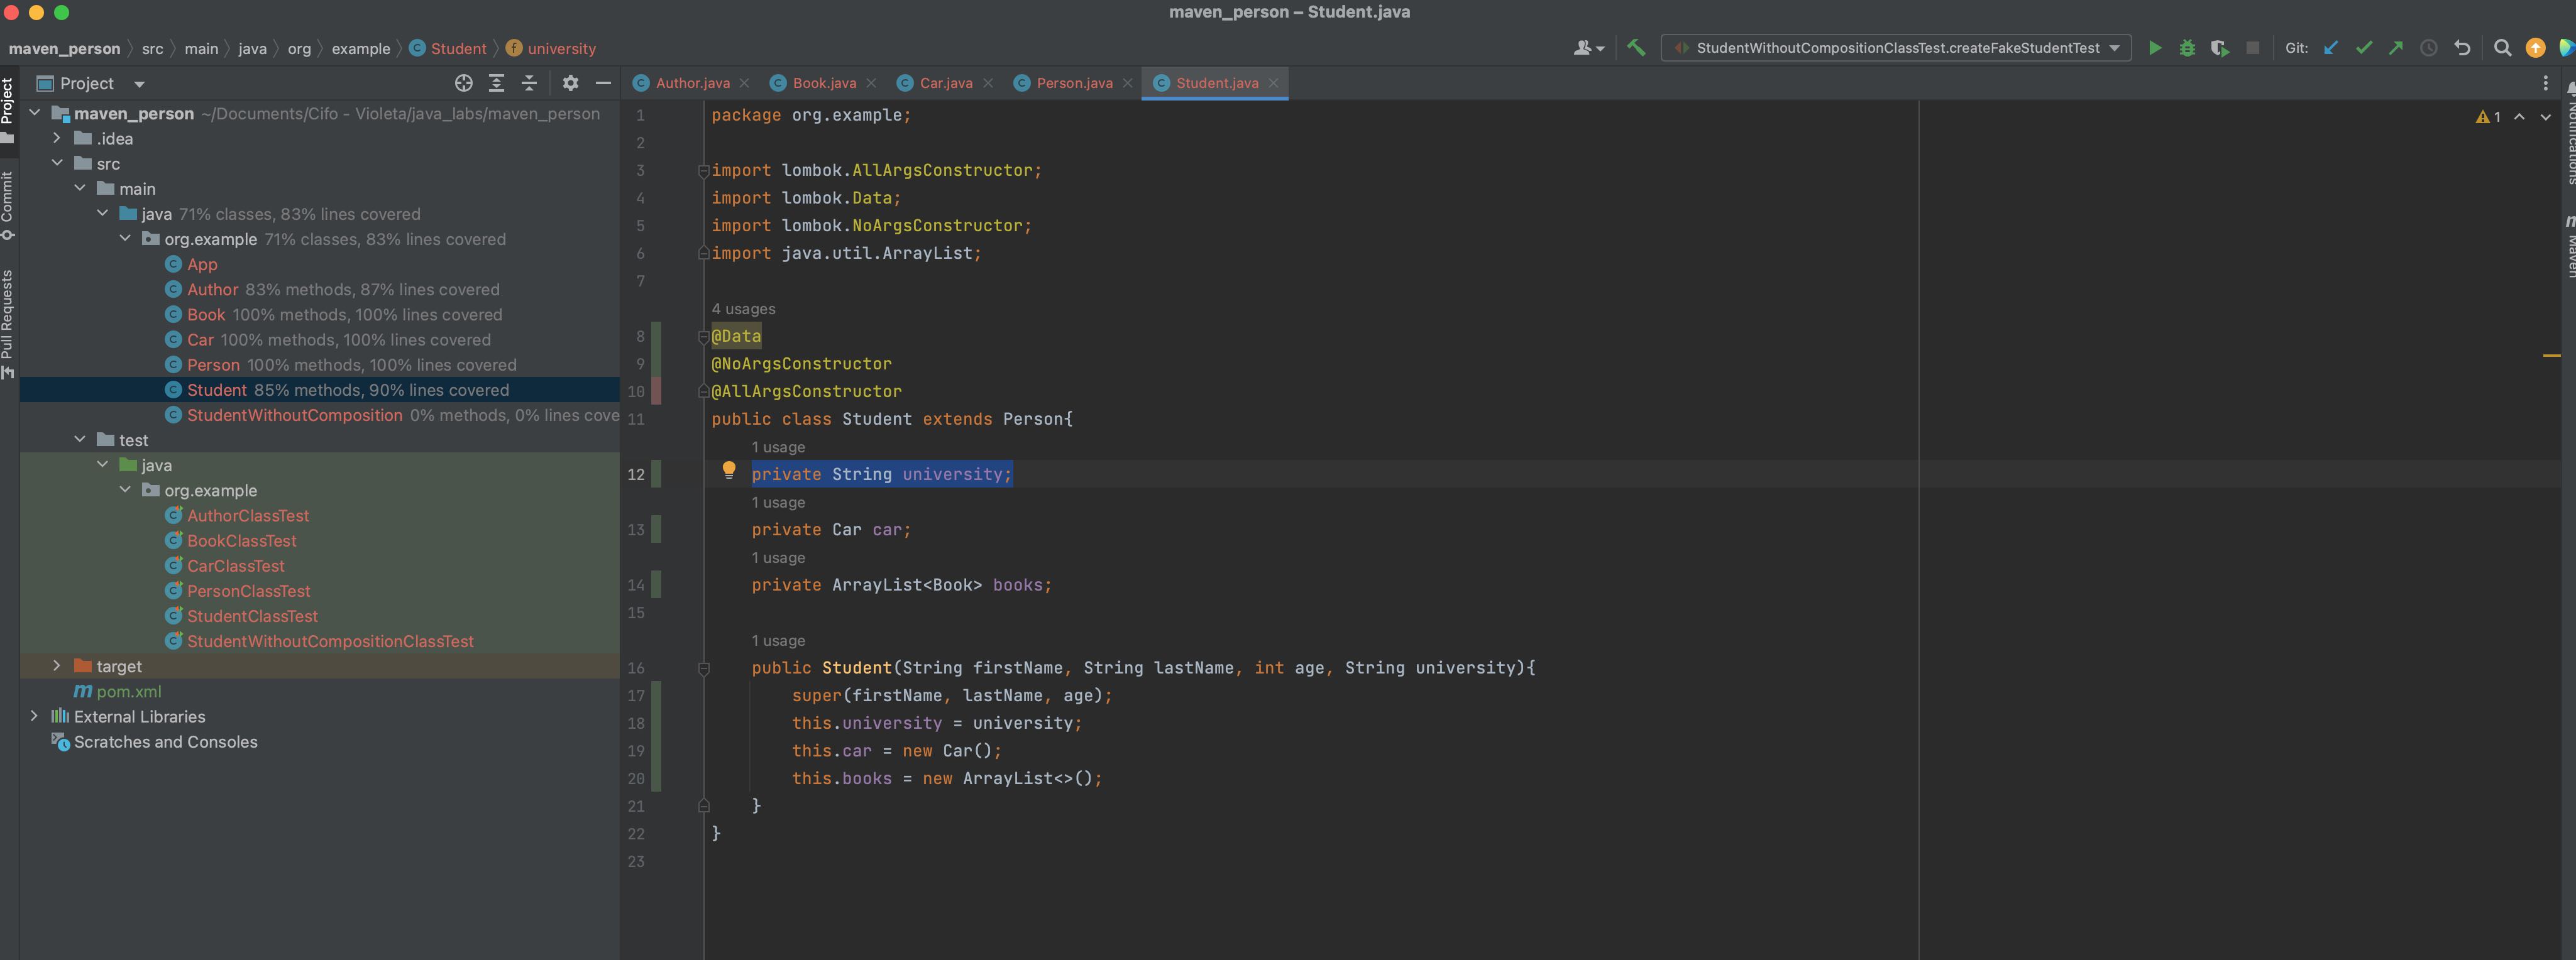 maven_person – Student.java
maven_person src main java org example Student university
StudentWithoutCompositionClassTest.createFakeStudentTest Git:
Project
Author.java Book.java Car.java Person.java Student.java
Project
Commit
Pull Requests
Notifications
Maven
maven_person ~/Documents/Cifo - Violeta/java_labs/maven_person
.idea
src
main
java 71% classes, 83% lines covered
org.example 71% classes, 83% lines covered
App
Author 83% methods, 87% lines covered
Book 100% methods, 100% lines covered
Car 100% methods, 100% lines covered
Person 100% methods, 100% lines covered
Student 85% methods, 90% lines covered
StudentWithoutComposition 0% methods, 0% lines cove
test
java
org.example
AuthorClassTest
BookClassTest
CarClassTest
PersonClassTest
StudentClassTest
StudentWithoutCompositionClassTest
target
pom.xml
External Libraries
Scratches and Consoles
1 package org.example;
2
3 import lombok.AllArgsConstructor;
4 import lombok.Data;
5 import lombok.NoArgsConstructor;
6 import java.util.ArrayList;
7
4 usages
8 @Data
9 @NoArgsConstructor
10 @AllArgsConstructor
11 public class Student extends Person{
1 usage
12 private String university;
1 usage
13 private Car car;
1 usage
14 private ArrayList<Book> books;
15
1 usage
16 public Student(String firstName, String lastName, int age, String university){
17 super(firstName, lastName, age);
18 this.university = university;
19 this.car = new Car();
20 this.books = new ArrayList<>();
21 }
22 }
23
1